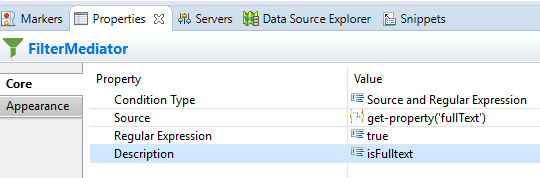 Markers Properties Servers Data Source Explorer Snippets
FilterMediator
Core
Appearance
Property Value
Condition Type Source and Regular Expression
Source get-property('fullText')
Regular Expression true
Description isFulltext